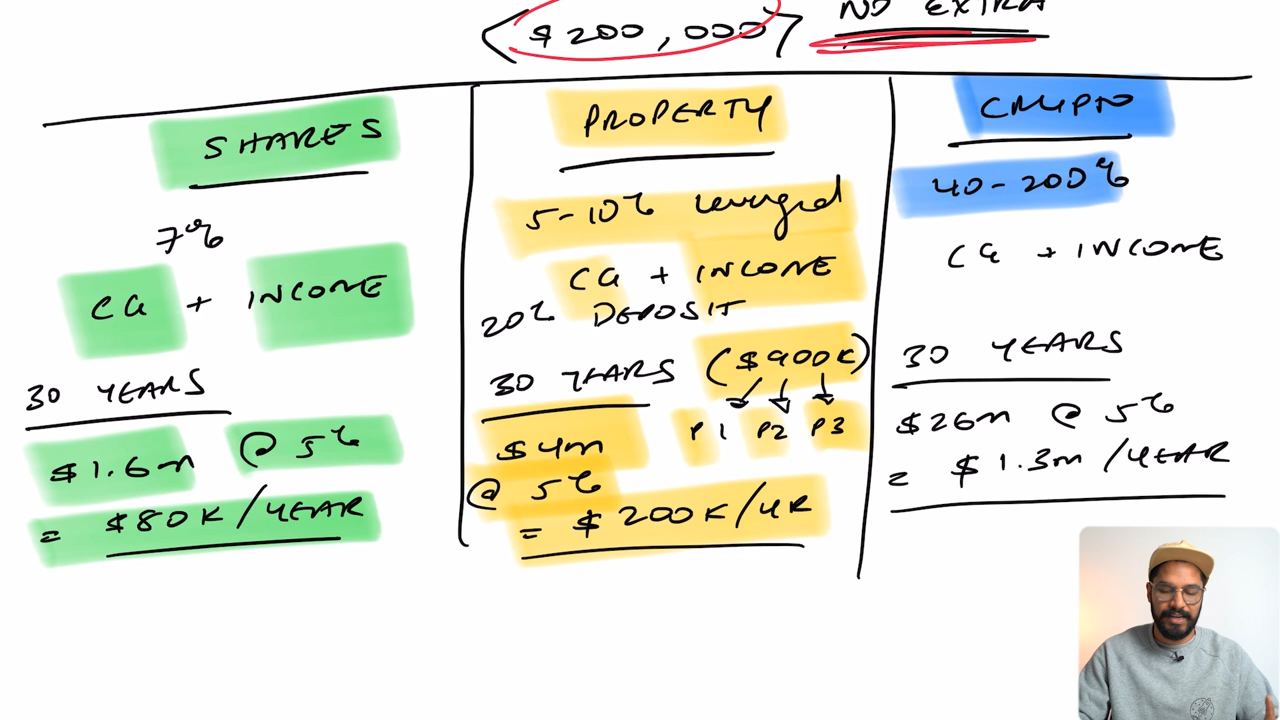 $200,000
NO EXTRA
SHARES
7%
CG + INCOME
30 YEARS
$1.6m @ 5%
= $80K/YEAR
PROPERTY
5-10% leveraged
CG + INCOME
20% DEPOSIT
30 YEARS ($900K)
P1 P2 P3
$4m
@ 5%
= $200K/YR
CRYPTO
40-200%
CG + INCOME
30 YEARS
$26m @ 5%
= $1.3m/YEAR